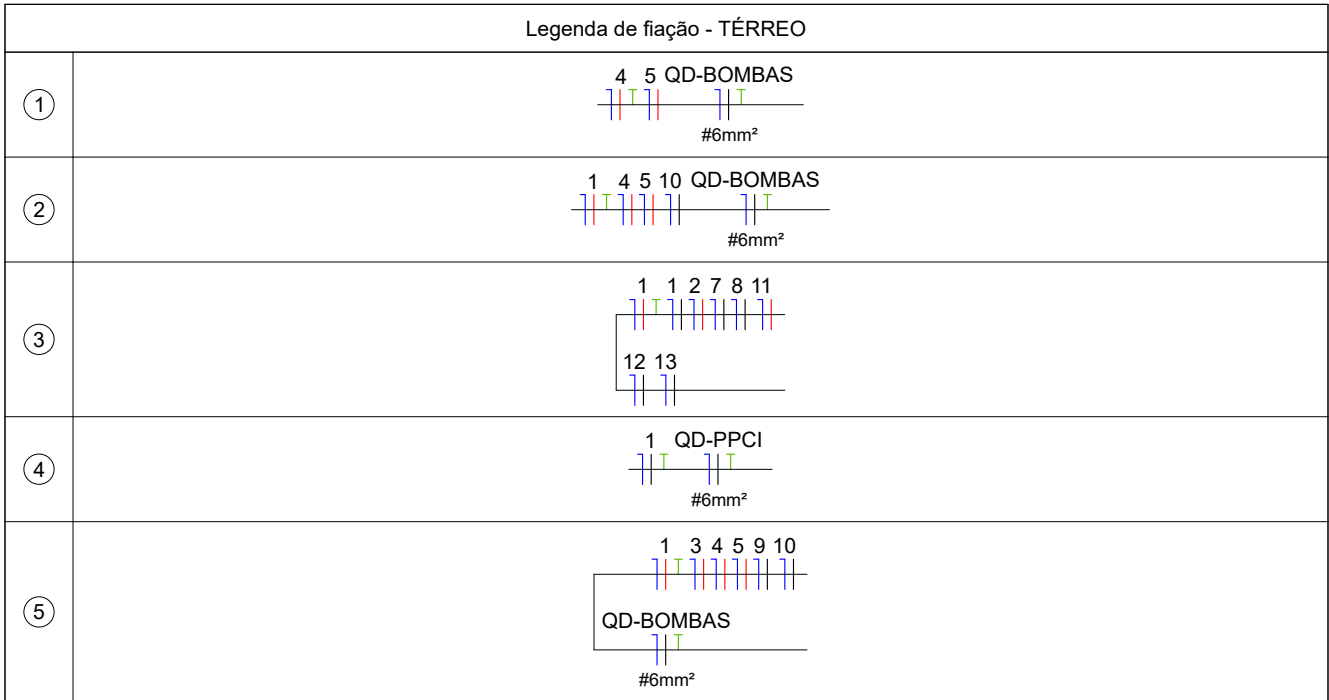 Legenda de fiação - TÉRREO
1
4 5 QD-BOMBAS
#6mm²
2
1 4 5 10 QD-BOMBAS
#6mm²
3
1 1 2 7 8 11
12 13
4
1 QD-PPCI
#6mm²
5
1 3 4 5 9 10
QD-BOMBAS
#6mm²